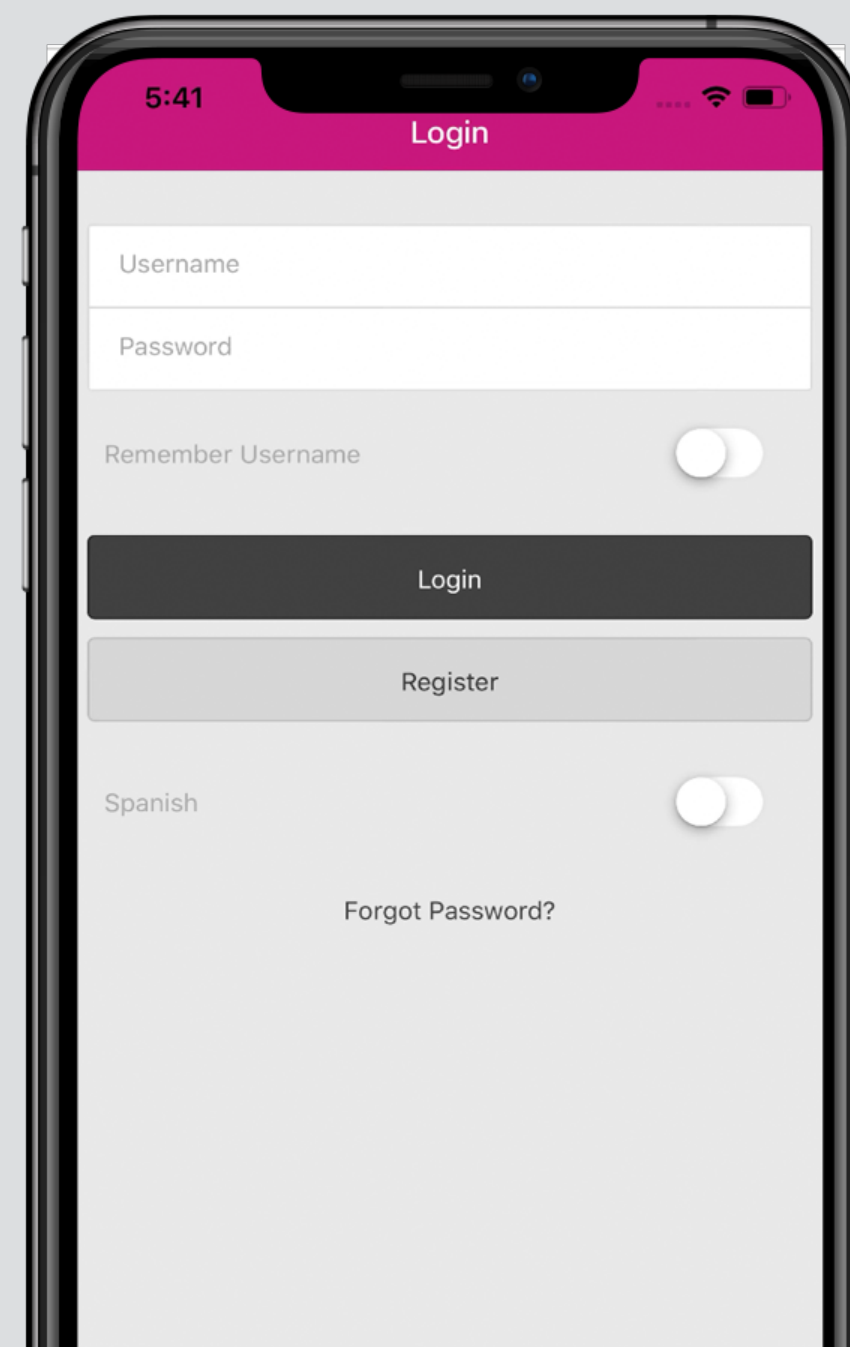 5:41
Login
Username
Password
Remember Username
Login
Register
Spanish
Forgot Password?